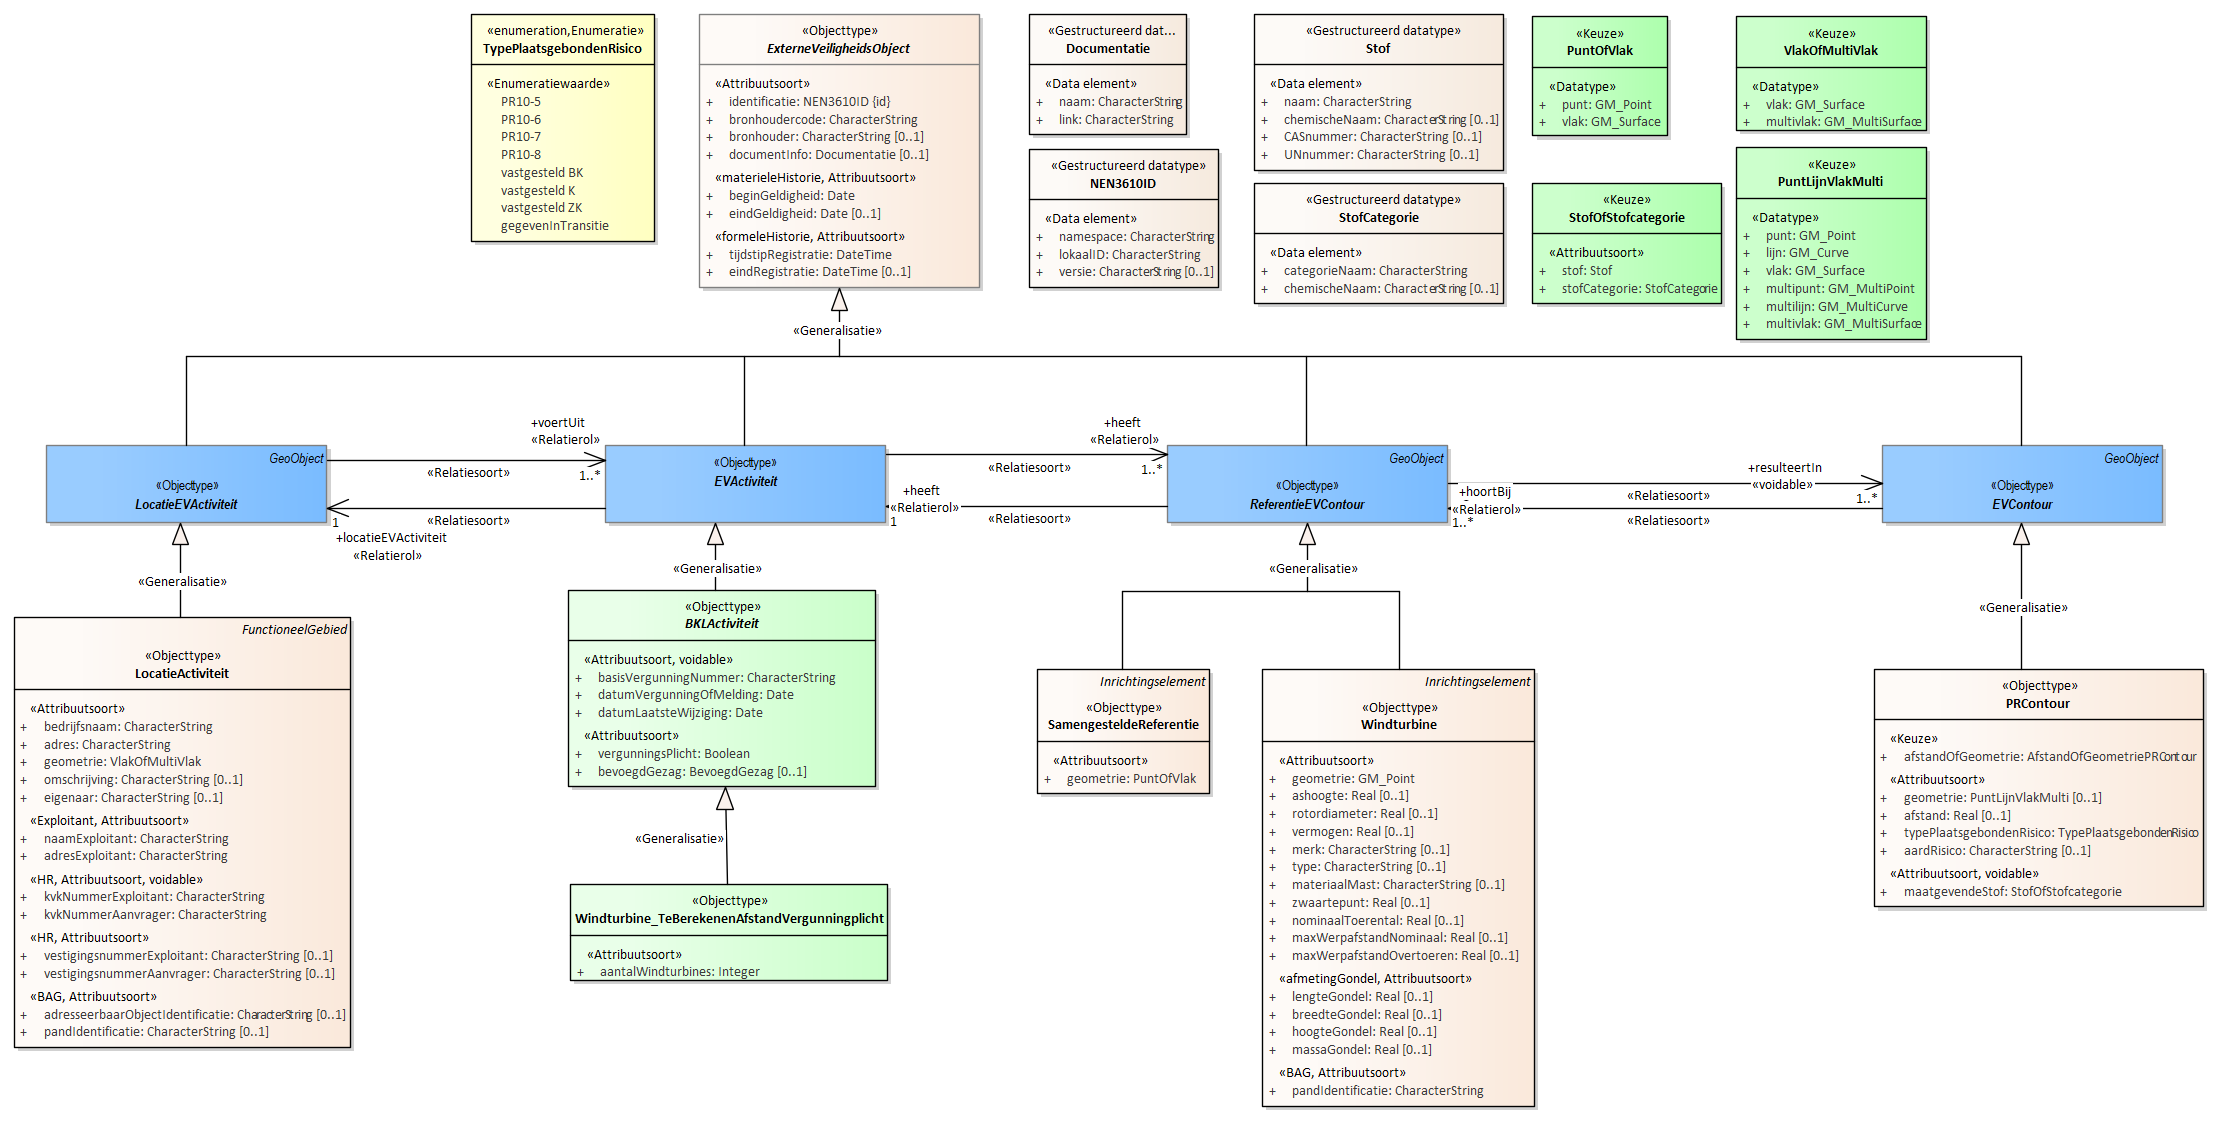 «enumeration,Enumeratie»
TypePlaatsgebondenRisico
«Enumeratiewaarde»
PR10-5
PR10-6
PR10-7
PR10-8
vastgesteld BK
vastgesteld K
vastgesteld ZK
gegevenInTransitie
«Objecttype»
ExterneVeiligheidsObject
«Attribuutsoort»
+ identificatie: NEN3610ID {id}
+ bronhoudercode: CharacterString
+ bronhouder: CharacterString [0..1]
+ documentInfo: Documentatie [0..1]
«materieleHistorie, Attribuutsoort»
+ beginGeldigheid: Date
+ eindGeldigheid: Date [0..1]
«formeleHistorie, Attribuutsoort»
+ tijdstipRegistratie: DateTime
+ eindRegistratie: DateTime [0..1]
«Gestructureerd dat...
Documentatie
«Data element»
+ naam: CharacterString
+ link: CharacterString
«Gestructureerd datatype»
NEN3610ID
«Data element»
+ namespace: CharacterString
+ lokaalID: CharacterString
+ versie: CharacterString [0..1]
«Gestructureerd datatype»
Stof
«Data element»
+ naam: CharacterString
+ chemischeNaam: CharacterString [0..1]
+ CASnummer: CharacterString [0..1]
+ UNnummer: CharacterString [0..1]
«Gestructureerd datatype»
StofCategorie
«Data element»
+ categorieNaam: CharacterString
+ chemischeNaam: CharacterString [0..1]
«Keuze»
PuntOfVlak
«Datatype»
+ punt: GM_Point
+ vlak: GM_Surface
«Keuze»
StofOfStofcategorie
«Attribuutsoort»
+ stof: Stof
+ stofCategorie: StofCategorie
«Keuze»
VlakOfMultiVlak
«Datatype»
+ vlak: GM_Surface
+ multivlak: GM_MultiSurface
«Keuze»
PuntLijnVlakMulti
«Datatype»
+ punt: GM_Point
+ lijn: GM_Curve
+ vlak: GM_Surface
+ multipunt: GM_MultiPoint
+ multilijn: GM_MultiCurve
+ multivlak: GM_MultiSurface
«Generalisatie»
GeoObject
«Objecttype»
LocatieEVActiviteit
+voertUit
«Relatierol»
«Relatiesoort»
1..*
«Relatiesoort»
1
+locatieEVActiviteit
«Relatierol»
«Objecttype»
EVActiviteit
+heeft
«Relatierol»
«Relatiesoort»
1..*
+heeft
«Relatierol»
1
«Relatiesoort»
GeoObject
«Objecttype»
ReferentieEVContour
+resulteertIn
«voidable»
«Relatiesoort»
1..*
+hoortBij
«Relatierol»
1..*
«Relatiesoort»
GeoObject
«Objecttype»
EVContour
«Generalisatie»
«Generalisatie»
«Generalisatie»
«Generalisatie»
FunctioneelGebied
«Objecttype»
LocatieActiviteit
«Attribuutsoort»
+ bedrijfsnaam: CharacterString
+ adres: CharacterString
+ geometrie: VlakOfMultiVlak
+ omschrijving: CharacterString [0..1]
+ eigenaar: CharacterString [0..1]
«Exploitant, Attribuutsoort»
+ naamExploitant: CharacterString
+ adresExploitant: CharacterString
«HR, Attribuutsoort, voidable»
+ kvkNummerExploitant: CharacterString
+ kvkNummerAanvrager: CharacterString
«HR, Attribuutsoort»
+ vestigingsnummerExploitant: CharacterString [0..1]
+ vestigingsnummerAanvrager: CharacterString [0..1]
«BAG, Attribuutsoort»
+ adresseerbaarObjectIdentificatie: CharacterString [0..1]
+ pandIdentificatie: CharacterString [0..1]
«Objecttype»
BKLActiviteit
«Attribuutsoort, voidable»
+ basisVergunningNummer: CharacterString
+ datumVergunningOfMelding: Date
+ datumLaatsteWijziging: Date
«Attribuutsoort»
+ vergunningsPlicht: Boolean
+ bevoegdGezag: BevoegdGezag [0..1]
«Generalisatie»
«Objecttype»
Windturbine_TeBerekenenAfstandVergunningplicht
«Attribuutsoort»
+ aantalWindturbines: Integer
Inrichtingselement
«Objecttype»
SamengesteldeReferentie
«Attribuutsoort»
+ geometrie: PuntOfVlak
Inrichtingselement
«Objecttype»
Windturbine
«Attribuutsoort»
+ geometrie: GM_Point
+ ashoogte: Real [0..1]
+ rotordiameter: Real [0..1]
+ vermogen: Real [0..1]
+ merk: CharacterString [0..1]
+ type: CharacterString [0..1]
+ materiaalMast: CharacterString [0..1]
+ zwaartepunt: Real [0..1]
+ nominaalToerental: Real [0..1]
+ maxWerpafstandNominaal: Real [0..1]
+ maxWerpafstandOvertoeren: Real [0..1]
«afmetingGondel, Attribuutsoort»
+ lengteGondel: Real [0..1]
+ breedteGondel: Real [0..1]
+ hoogteGondel: Real [0..1]
+ massaGondel: Real [0..1]
«BAG, Attribuutsoort»
+ pandIdentificatie: CharacterString
«Objecttype»
PRContour
«Keuze»
+ afstandOfGeometrie: AfstandOfGeometriePRContour
«Attribuutsoort»
+ geometrie: PuntLijnVlakMulti [0..1]
+ afstand: Real [0..1]
+ typePlaatsgebondenRisico: TypePlaatsgebondenRisico
+ aardRisico: CharacterString [0..1]
«Attribuutsoort, voidable»
+ maatgevendeStof: StofOfStofcategorie